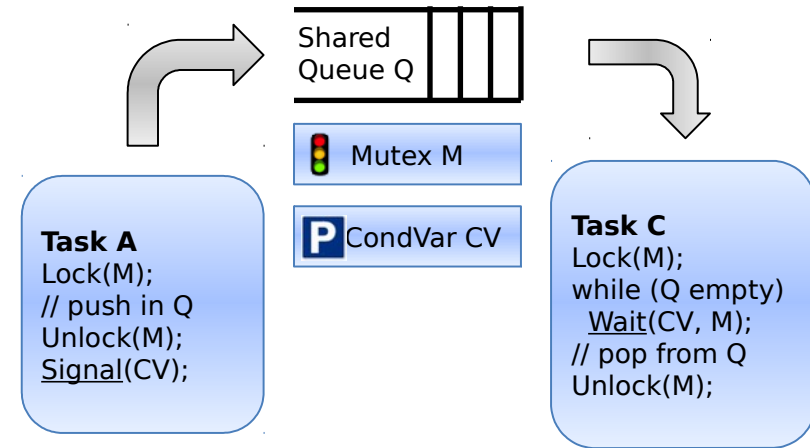 Shared
Queue Q
Mutex M
P
CondVar CV
Task A
Lock(M);
// push in Q
Unlock(M);
Signal(CV);
Task C
Lock(M);
while (Q empty)
Wait(CV, M);
// pop from Q
Unlock(M);